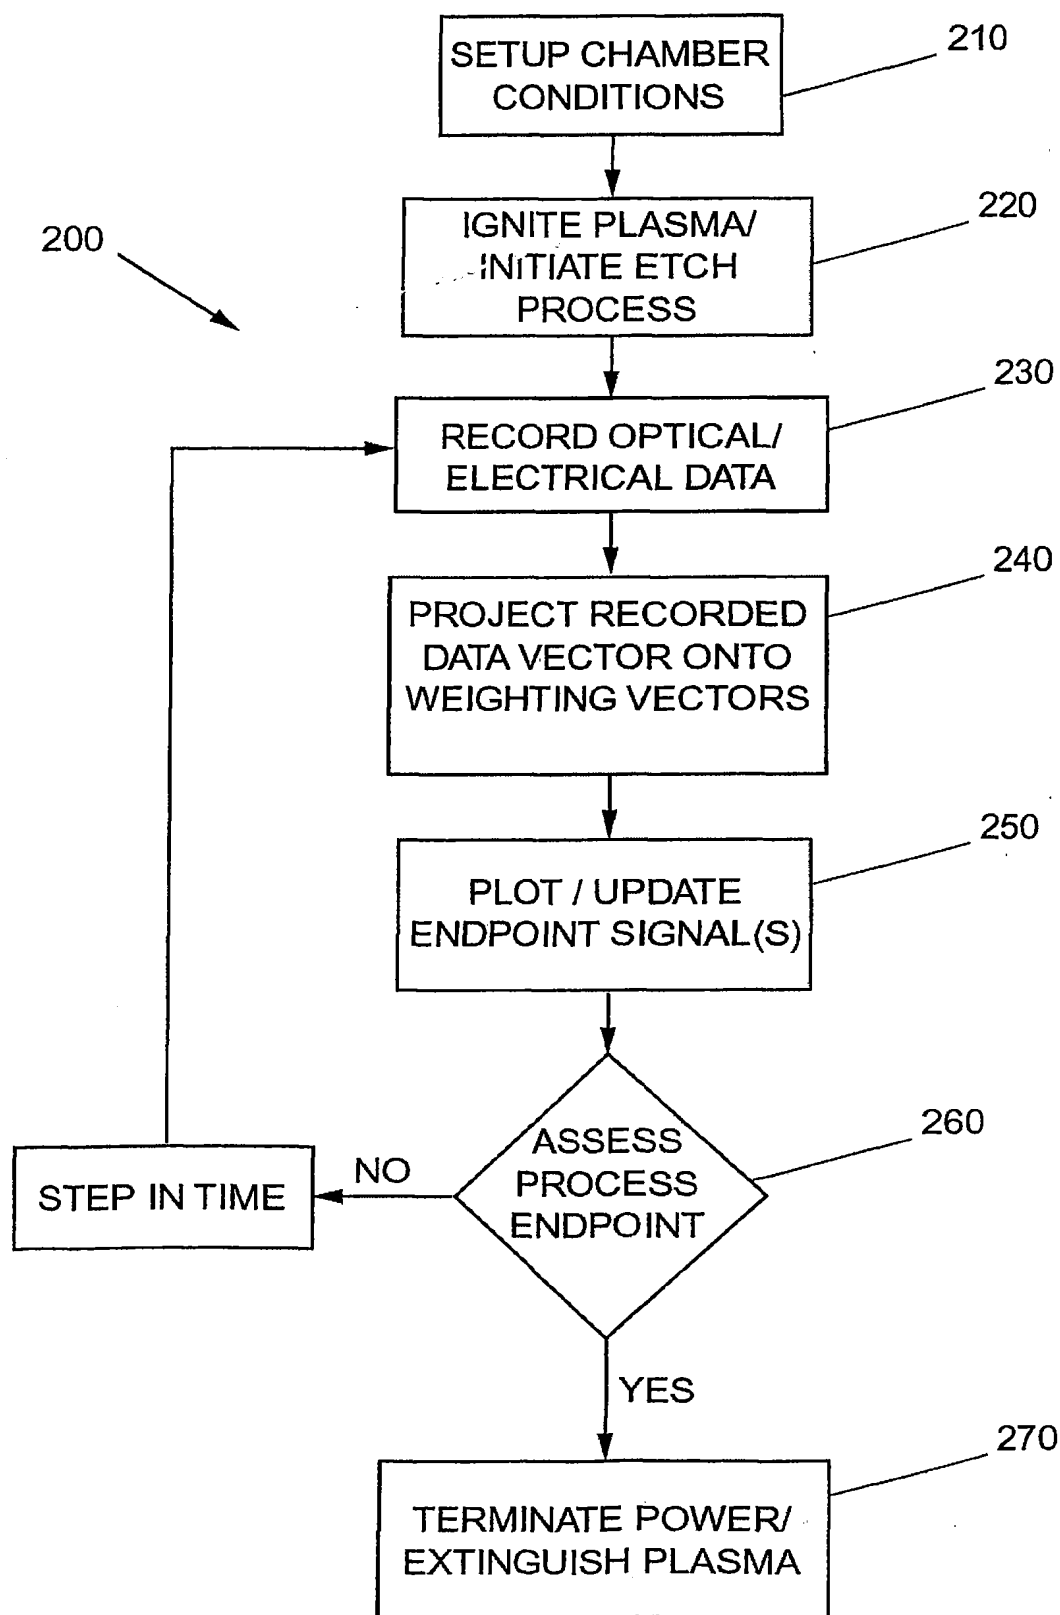 SETUP CHAMBER
CONDITIONS
210
IGNITE PLASMA/
INITIATE ETCH
PROCESS
220
200
RECORD OPTICAL/
ELECTRICAL DATA
230
PROJECT RECORDED
DATA VECTOR ONTO
WEIGHTING VECTORS
240
PLOT / UPDATE
ENDPOINT SIGNAL(S)
250
ASSESS
PROCESS
ENDPOINT
260
NO
STEP IN TIME
YES
TERMINATE POWER/
EXTINGUISH PLASMA
270